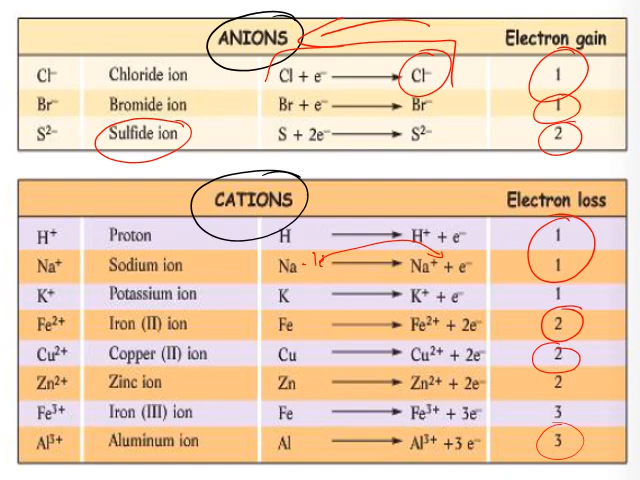 ANIONS Electron gain
Cl⁻ Chloride ion Cl + e⁻ ⟶ Cl⁻ 1
Br⁻ Bromide ion Br + e⁻ ⟶ Br⁻ 1
S²⁻ Sulfide ion S + 2e⁻ ⟶ S²⁻ 2
CATIONS Electron loss
H⁺ Proton H ⟶ H⁺ + e⁻ 1
Na⁺ Sodium ion Na -1e ⟶ Na⁺ + e⁻ 1
K⁺ Potassium ion K ⟶ K⁺ + e⁻ 1
Fe²⁺ Iron (II) ion Fe ⟶ Fe²⁺ + 2e⁻ 2
Cu²⁺ Copper (II) ion Cu ⟶ Cu²⁺ + 2e⁻ 2
Zn²⁺ Zinc ion Zn ⟶ Zn²⁺ + 2e⁻ 2
Fe³⁺ Iron (III) ion Fe ⟶ Fe³⁺ + 3e⁻ 3
Al³⁺ Aluminum ion Al ⟶ Al³⁺ +3 e⁻ 3